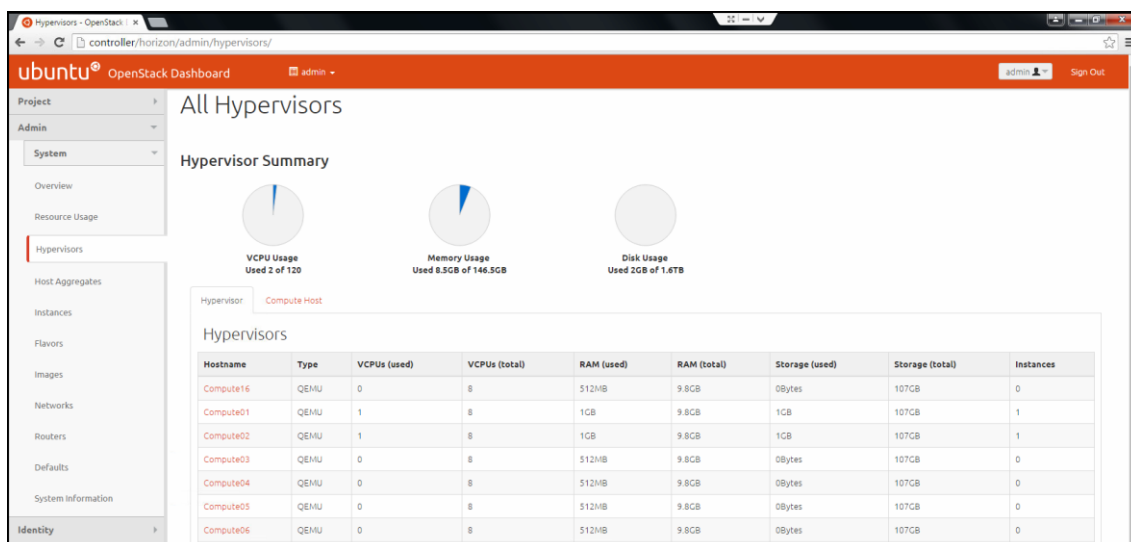 Hypervisors - OpenStack
controller/horizon/admin/hypervisors/
ubuntu® OpenStack Dashboard admin admin Sign Out
Project
Admin
System
Overview
Resource Usage
Hypervisors
Host Aggregates
Instances
Flavors
Images
Networks
Routers
Defaults
System Information
Identity
All Hypervisors
Hypervisor Summary
VCPU Usage
Used 2 of 120
Memory Usage
Used 8.5GB of 146.5GB
Disk Usage
Used 2GB of 1.6TB
Hypervisor Compute Host
Hypervisors
Hostname Type VCPUs (used) VCPUs (total) RAM (used) RAM (total) Storage (used) Storage (total) Instances
Compute16 QEMU 0 8 512MB 9.8GB 0Bytes 107GB 0
Compute01 QEMU 1 8 1GB 9.8GB 1GB 107GB 1
Compute02 QEMU 1 8 1GB 9.8GB 1GB 107GB 1
Compute03 QEMU 0 8 512MB 9.8GB 0Bytes 107GB 0
Compute04 QEMU 0 8 512MB 9.8GB 0Bytes 107GB 0
Compute05 QEMU 0 8 512MB 9.8GB 0Bytes 107GB 0
Compute06 QEMU 0 8 512MB 9.8GB 0Bytes 107GB 0